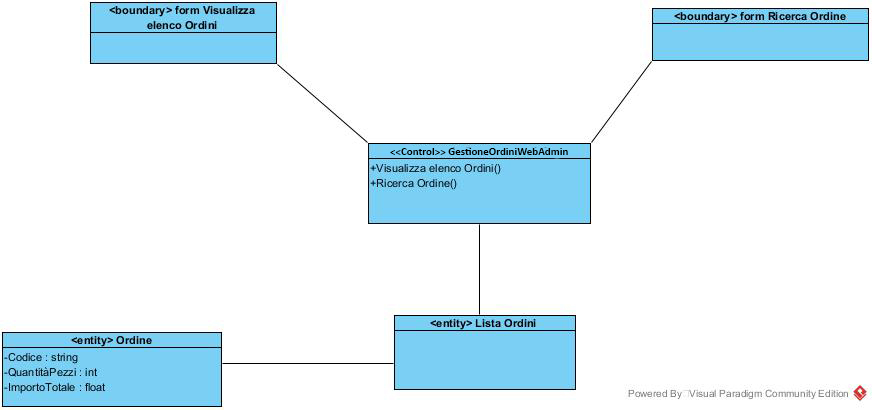 <boundary> form Visualizza
elenco Ordini
<boundary> form Ricerca Ordine
<<Control>> GestioneOrdiniWebAdmin
+Visualizza elenco Ordini()
+Ricerca Ordine()
<entity> Lista Ordini
<entity> Ordine
-Codice : string
-QuantitàPezzi : int
-ImportoTotale : float
Powered By Visual Paradigm Community Edition